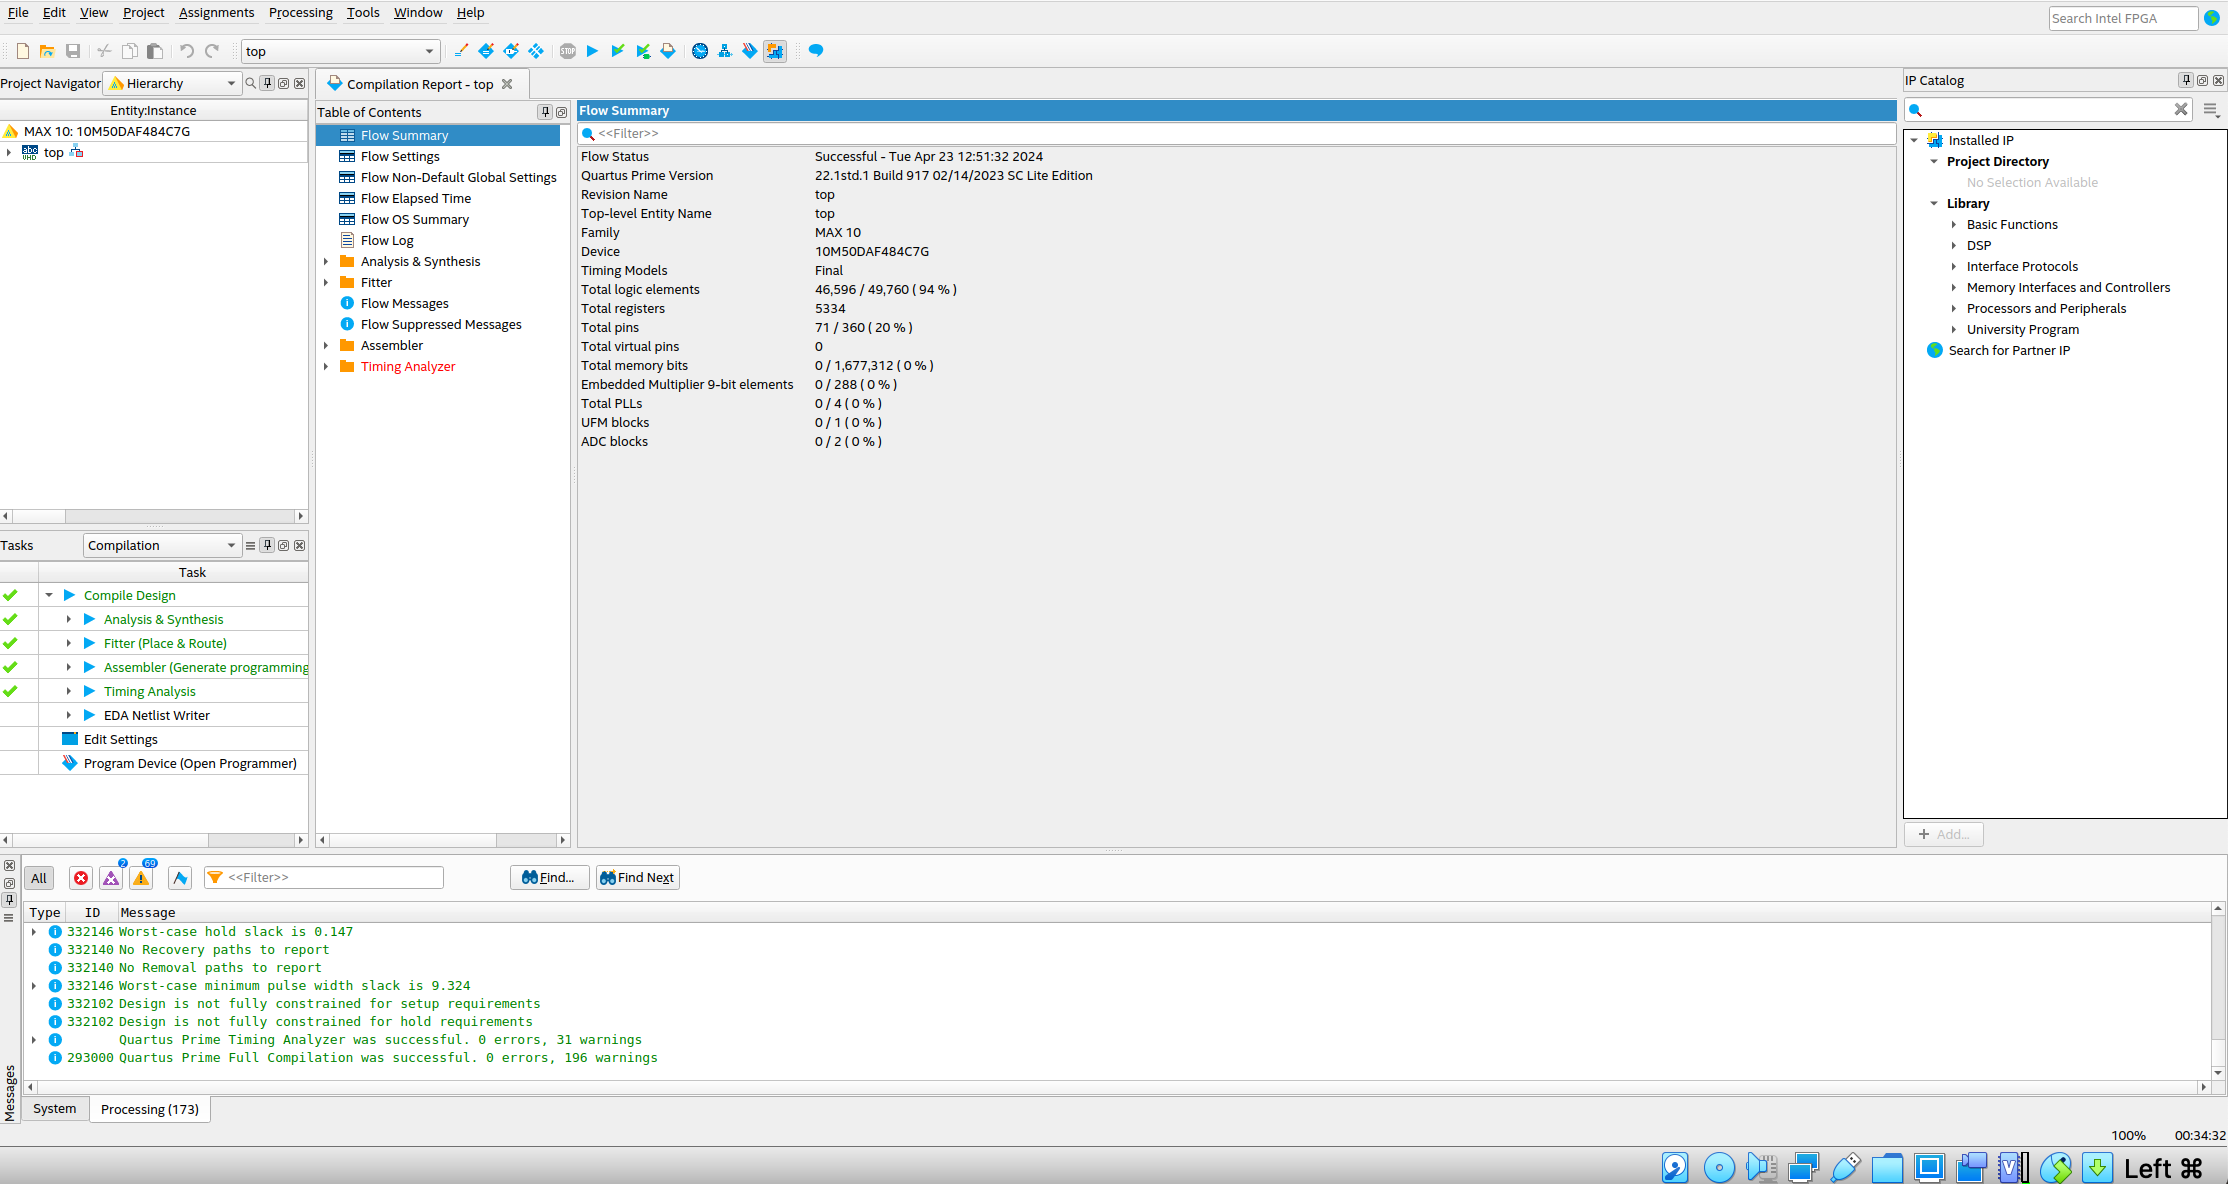 File Edit View Project Assignments Processing Tools Window Help
Search Intel FPGA
top
Project Navigator Hierarchy
Entity:Instance
MAX 10: 10M50DAF484C7G
top
Compilation Report - top
Table of Contents
Flow Summary
Flow Settings
Flow Non-Default Global Settings
Flow Elapsed Time
Flow OS Summary
Flow Log
Analysis & Synthesis
Fitter
Flow Messages
Flow Suppressed Messages
Assembler
Timing Analyzer
Flow Summary
<<Filter>>
Flow Status Successful - Tue Apr 23 12:51:32 2024
Quartus Prime Version 22.1std.1 Build 917 02/14/2023 SC Lite Edition
Revision Name top
Top-level Entity Name top
Family MAX 10
Device 10M50DAF484C7G
Timing Models Final
Total logic elements 46,596 / 49,760 ( 94 % )
Total registers 5334
Total pins 71 / 360 ( 20 % )
Total virtual pins 0
Total memory bits 0 / 1,677,312 ( 0 % )
Embedded Multiplier 9-bit elements 0 / 288 ( 0 % )
Total PLLs 0 / 4 ( 0 % )
UFM blocks 0 / 1 ( 0 % )
ADC blocks 0 / 2 ( 0 % )
IP Catalog
Installed IP
Project Directory
No Selection Available
Library
Basic Functions
DSP
Interface Protocols
Memory Interfaces and Controllers
Processors and Peripherals
University Program
Search for Partner IP
+ Add...
Tasks Compilation
Task
Compile Design
Analysis & Synthesis
Fitter (Place & Route)
Assembler (Generate programming
Timing Analysis
EDA Netlist Writer
Edit Settings
Program Device (Open Programmer)
All 2 69 <<Filter>> Find... Find Next
Type ID Message
332146 Worst-case hold slack is 0.147
332140 No Recovery paths to report
332140 No Removal paths to report
332146 Worst-case minimum pulse width slack is 9.324
332102 Design is not fully constrained for setup requirements
332102 Design is not fully constrained for hold requirements
Quartus Prime Timing Analyzer was successful. 0 errors, 31 warnings
293000 Quartus Prime Full Compilation was successful. 0 errors, 196 warnings
Messages
System Processing (173)
100% 00:34:32
Left ⌘